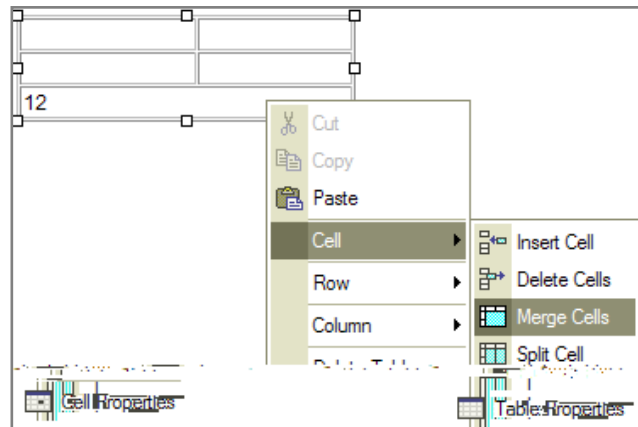 12
Cut
Copy
Paste
Cell
Insert Cell
Row
Delete Cells
Merge Cells
Column
Split Cell
Cell Properties
Table Properties